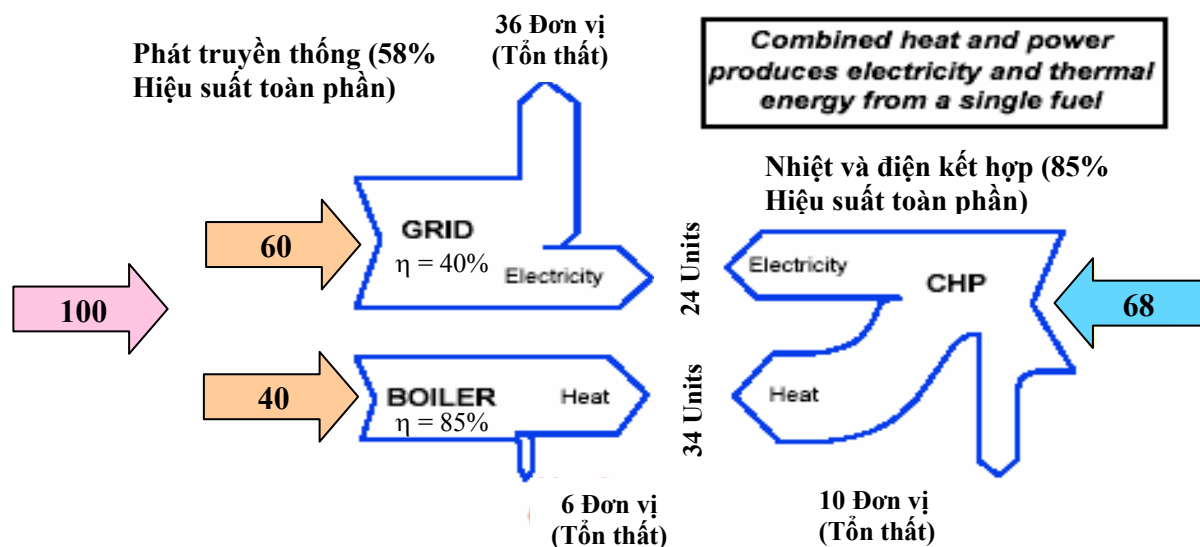 36 Đơn vị
(Tổn thất)
Phát truyền thống (58%
Hiệu suất toàn phần)
Combined heat and power
produces electricity and thermal
energy from a single fuel
Nhiệt và điện kết hợp (85%
Hiệu suất toàn phần)
60
GRID
η = 40%
Electricity
24 Units
Electricity
CHP
100
68
40
BOILER
η = 85%
Heat
34 Units
Heat
6 Đơn vị
(Tổn thất)
10 Đơn vị
(Tổn thất)